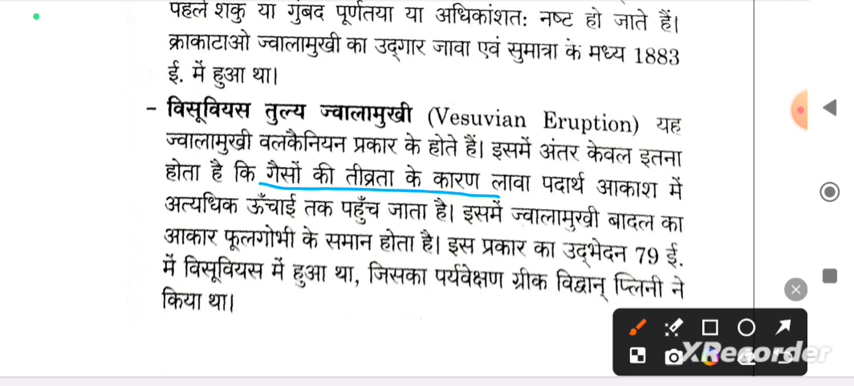 पहले शंकु या गुंबद पूर्णतया या अधिकांशत: नष्ट हो जाते हैं।
क्राकाटाओ ज्वालामुखी का उद्गार जावा एवं सुमात्रा के मध्य 1883
ई. में हुआ था।
- विसूवियस तुल्य ज्वालामुखी (Vesuvian Eruption) यह
ज्वालामुखी वलकैनियन प्रकार के होते हैं। इसमें अंतर केवल इतना
होता है कि गैसों की तीव्रता के कारण लावा पदार्थ आकाश में
अत्यधिक ऊँचाई तक पहुँच जाता है। इसमें ज्वालामुखी बादल का
आकार फूलगोभी के समान होता है। इस प्रकार का उद्भेदन 79 ई.
में विसूवियस में हुआ था, जिसका पर्यवेक्षण ग्रीक विद्वान् प्लिनी ने
किया था।
XRecorder